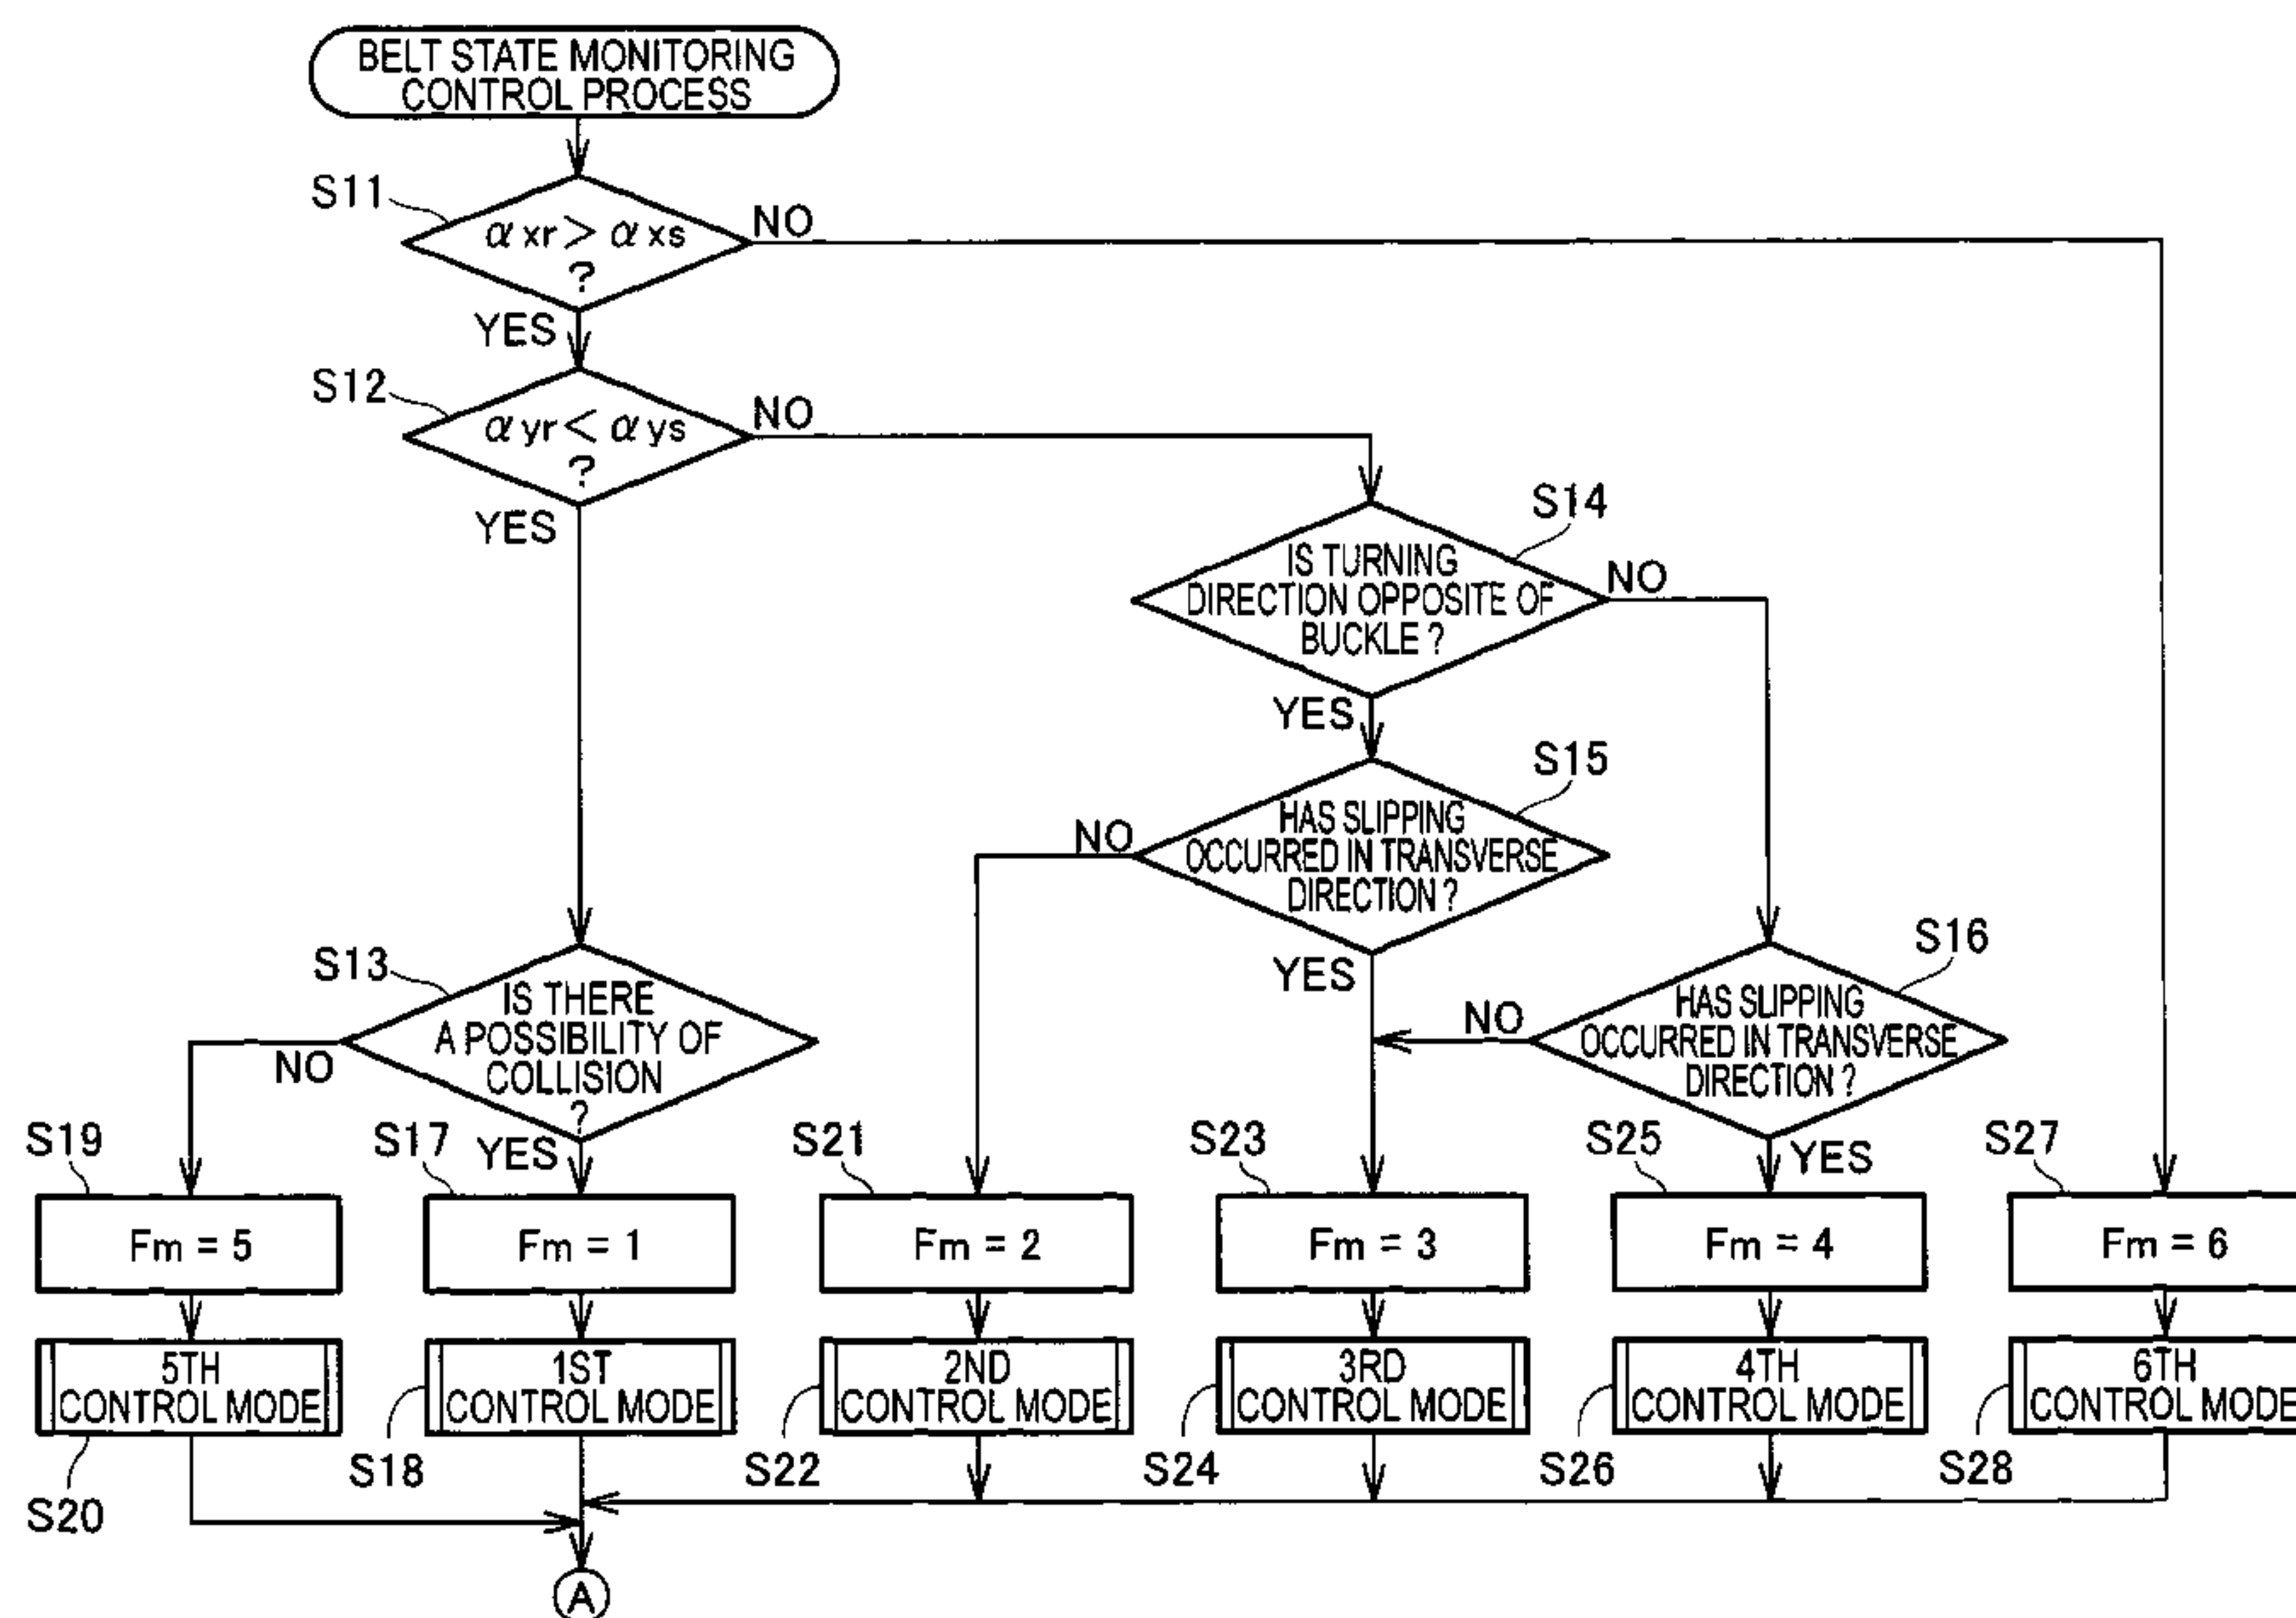 BELT STATE MONITORING
CONTROL PROCESS
S11
α xr > α xs
?
NO
YES
S12
α yr < α ys
?
NO
YES
S14
IS TURNING
DIRECTION OPPOSITE OF
BUCKLE ?
NO
YES
S15
HAS SLIPPING
OCCURRED IN TRANSVERSE
DIRECTION ?
NO
YES
S16
HAS SLIPPING
OCCURRED IN TRANSVERSE
DIRECTION ?
NO
YES
S13
IS THERE
A POSSIBILITY OF
COLLISION
?
NO
YES
S19
S17
S21
S23
S25
S27
Fm = 5
Fm = 1
Fm = 2
Fm = 3
Fm = 4
Fm = 6
5TH
CONTROL MODE
1ST
CONTROL MODE
2ND
CONTROL MODE
3RD
CONTROL MODE
4TH
CONTROL MODE
6TH
CONTROL MODE
S20
S18
S22
S24
S26
S28
A